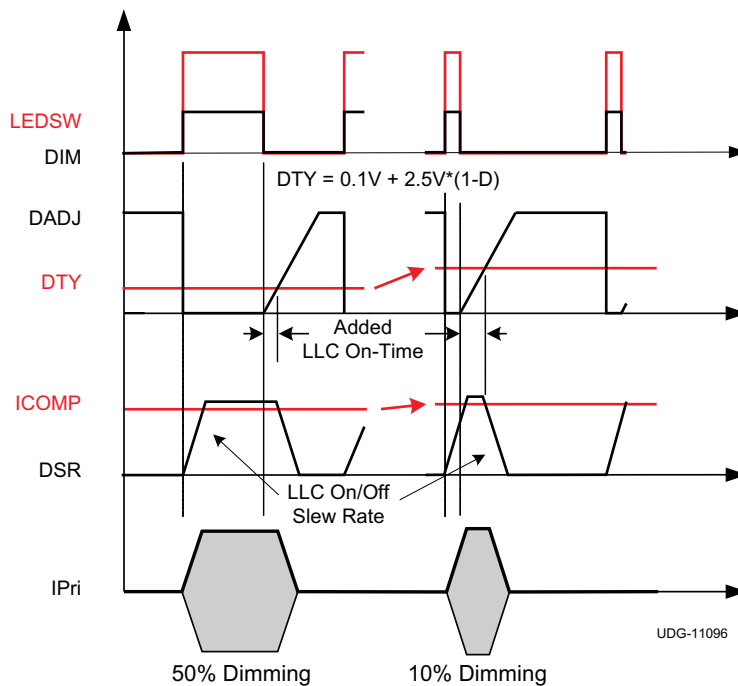 LEDSW
DIM
DTY = 0.1V + 2.5V*(1-D)
DADJ
DTY
Added
LLC On-Time
ICOMP
DSR
LLC On/Off
Slew Rate
IPri
UDG-11096
50% Dimming
10% Dimming